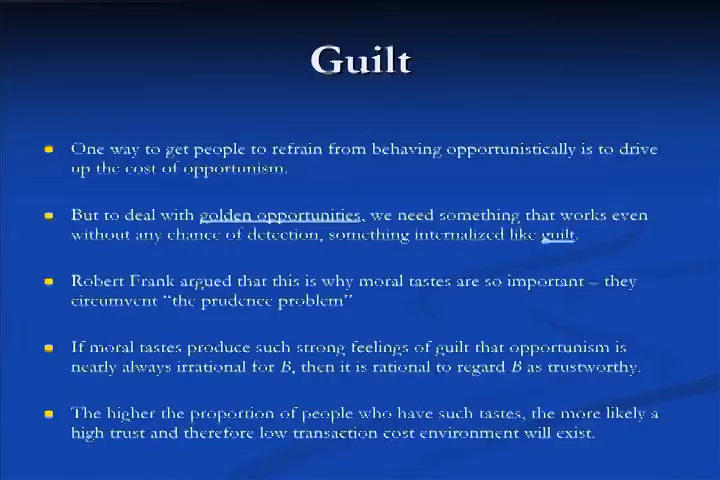 Guilt
One way to get people to refrain from behaving opportunistically is to drive
up the cost of opportunism.
But to deal with golden opportunities, we need something that works even
without any chance of detection, something internalized like guilt.
Robert Frank argued that this is why moral tastes are so important – they
circumvent “the prudence problem”
If moral tastes produce such strong feelings of guilt that opportunism is
nearly always irrational for B, then it is rational to regard B as trustworthy.
The higher the proportion of people who have such tastes, the more likely a
high trust and therefore low transaction cost environment will exist.